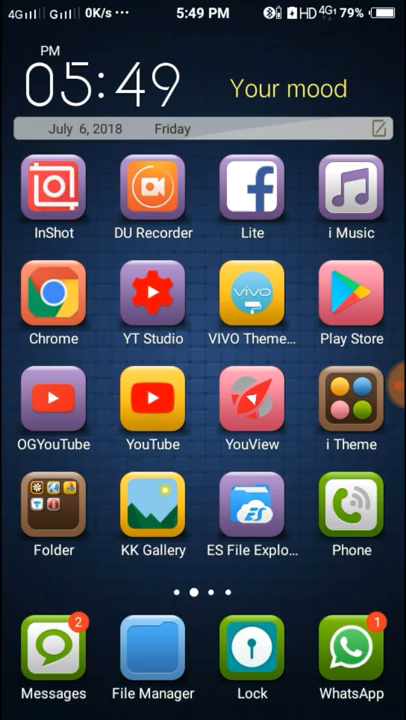 4G G 0K/s ··· 5:49 PM HD 4G 79%
PM
05:49 Your mood
July 6, 2018 Friday
InShot DU Recorder Lite i Music
Chrome YT Studio VIVO Theme... Play Store
OGYouTube YouTube YouView i Theme
Folder KK Gallery ES File Explo... Phone
2 1
Messages File Manager Lock WhatsApp